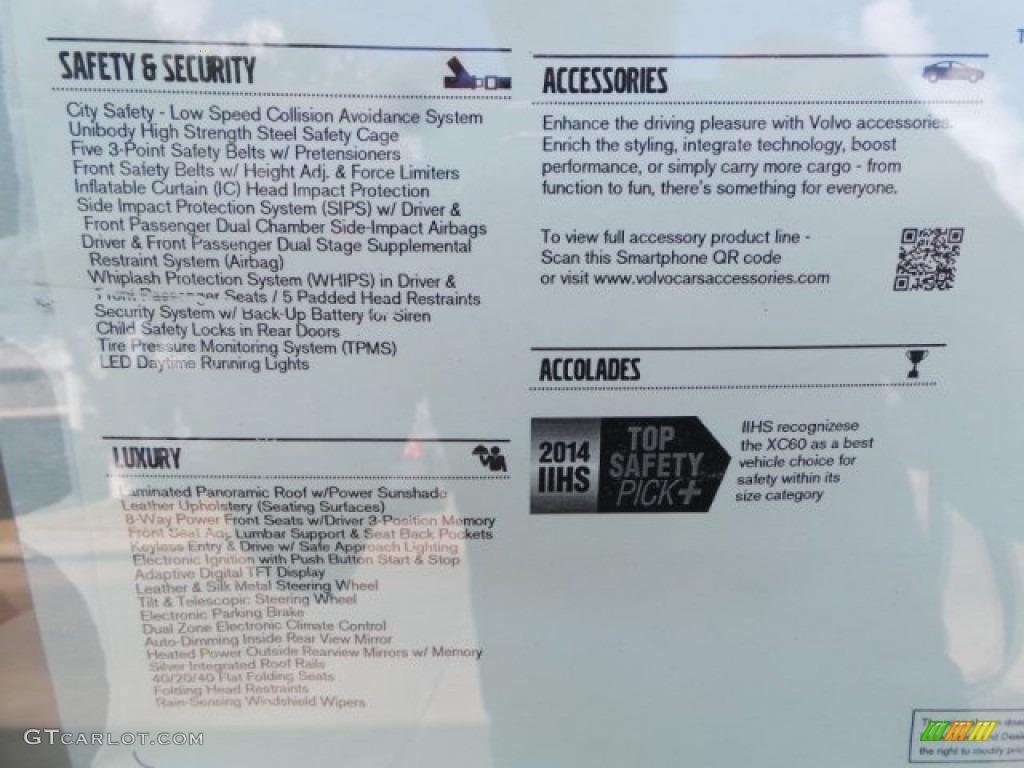 SAFETY & SECURITY
City Safety - Low Speed Collision Avoidance System
Unibody High Strength Steel Safety Cage
Five 3-Point Safety Belts w/ Pretensioners
Front Safety Belts w/ Height Adj. & Force Limiters
Inflatable Curtain (IC) Head Impact Protection
Side Impact Protection System (SIPS) w/ Driver &
Front Passenger Dual Chamber Side-Impact Airbags
Driver & Front Passenger Dual Stage Supplemental
Restraint System (Airbag)
Whiplash Protection System (WHIPS) in Driver &
Front Passenger Seats / 5 Padded Head Restraints
Security System w/ Back-Up Battery for Siren
Child Safety Locks in Rear Doors
Tire Pressure Monitoring System (TPMS)
LED Daytime Running Lights
LUXURY
Laminated Panoramic Roof w/Power Sunshade
Leather Upholstery (Seating Surfaces)
8-Way Power Front Seats w/Driver 3-Position Memory
Front Seat Adj. Lumbar Support & Seat Back Pockets
Keyless Entry & Drive w/ Safe Approach Lighting
Electronic Ignition with Push Button Start & Stop
Adaptive Digital TFT Display
Leather & Silk Metal Steering Wheel
Tilt & Telescopic Steering Wheel
Electronic Parking Brake
Dual Zone Electronic Climate Control
Auto-Dimming Inside Rear View Mirror
Heated Power Outside Rearview Mirrors w/ Memory
Silver Integrated Roof Rails
40/20/40 Flat Folding Seats
Folding Head Restraints
Rain-Sensing Windshield Wipers
ACCESSORIES
Enhance the driving pleasure with Volvo accessories.
Enrich the styling, integrate technology, boost
performance, or simply carry more cargo - from
function to fun, there's something for everyone.
To view full accessory product line -
Scan this Smartphone QR code
or visit www.volvocarsaccessories.com
ACCOLADES
2014
IIHS
TOP
SAFETY
PICK+
IIHS recognizese
the XC60 as a best
vehicle choice for
safety within its
size category
the right to modify
GTCARLOT.COM